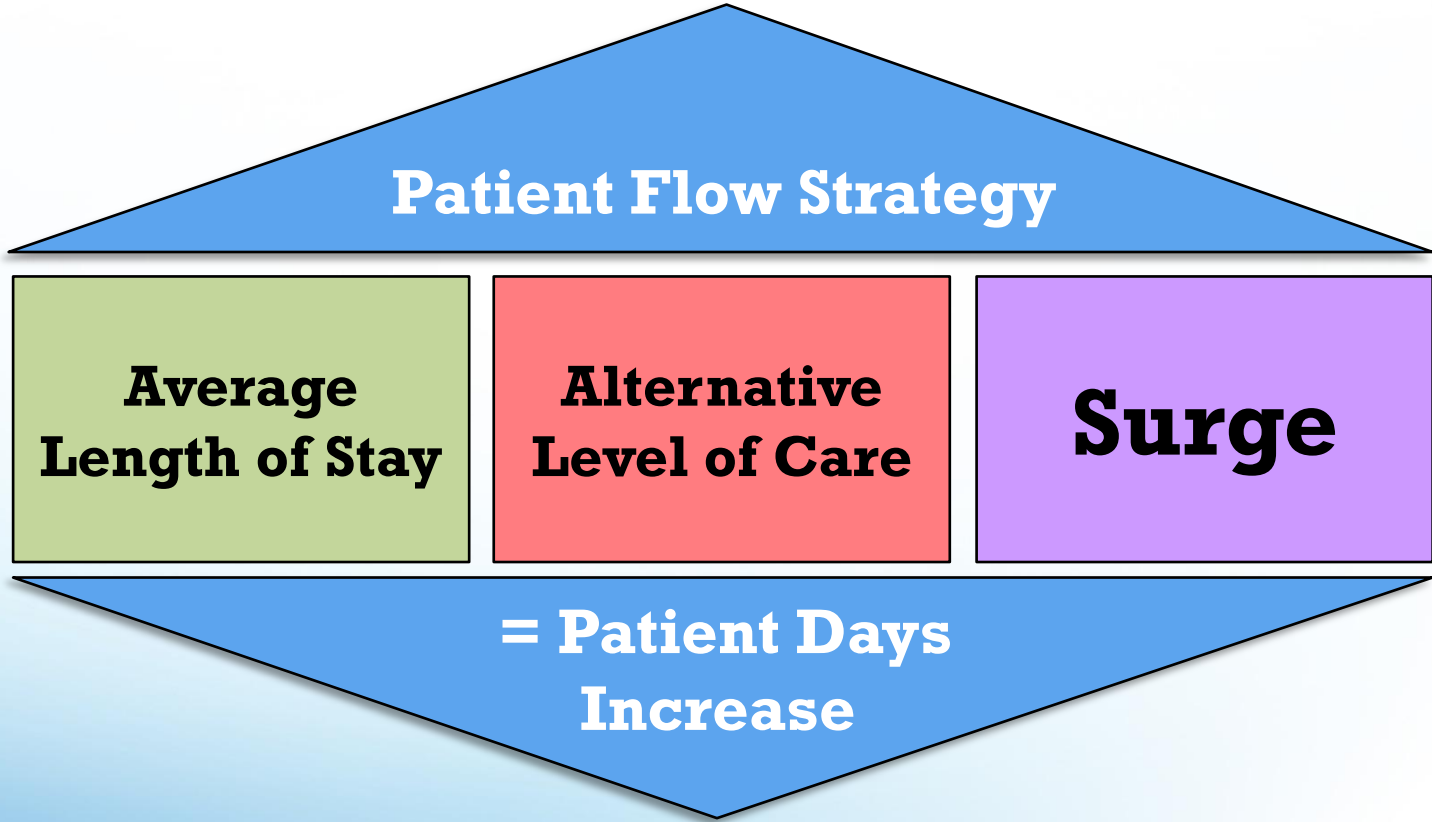 Patient Flow Strategy
Average
Length of Stay
Alternative
Level of Care
Surge
= Patient Days
Increase